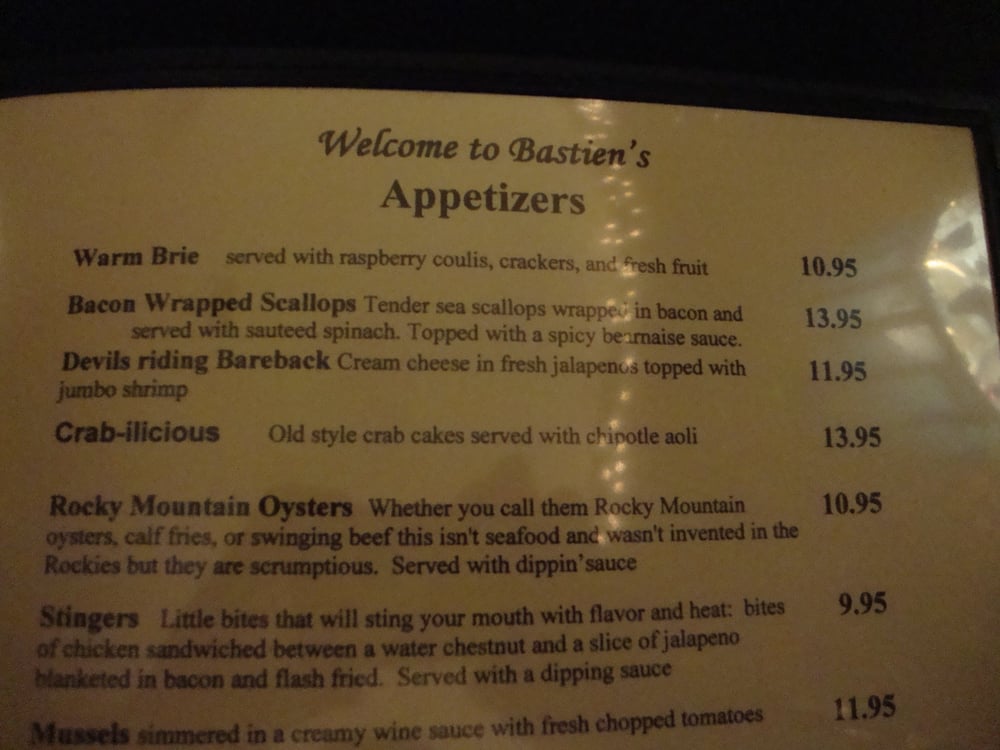 Welcome to Bastien's
Appetizers
Warm Brie served with raspberry coulis, crackers, and fresh fruit 10.95
Bacon Wrapped Scallops Tender sea scallops wrapped in bacon and 13.95
served with sauteed spinach. Topped with a spicy bearnaise sauce.
Devils riding Bareback Cream cheese in fresh jalapenos topped with 11.95
jumbo shrimp
Crab-ilicious Old style crab cakes served with chipotle aoli 13.95
Rocky Mountain Oysters Whether you call them Rocky Mountain 10.95
oysters, calf fries, or swinging beef this isn't seafood and wasn't invented in the
Rockies but they are scrumptious. Served with dippin'sauce
Stingers Little bites that will sting your mouth with flavor and heat: bites 9.95
of chicken sandwiched between a water chestnut and a slice of jalapeno
blanketed in bacon and flash fried. Served with a dipping sauce
Mussels simmered in a creamy wine sauce with fresh chopped tomatoes 11.95